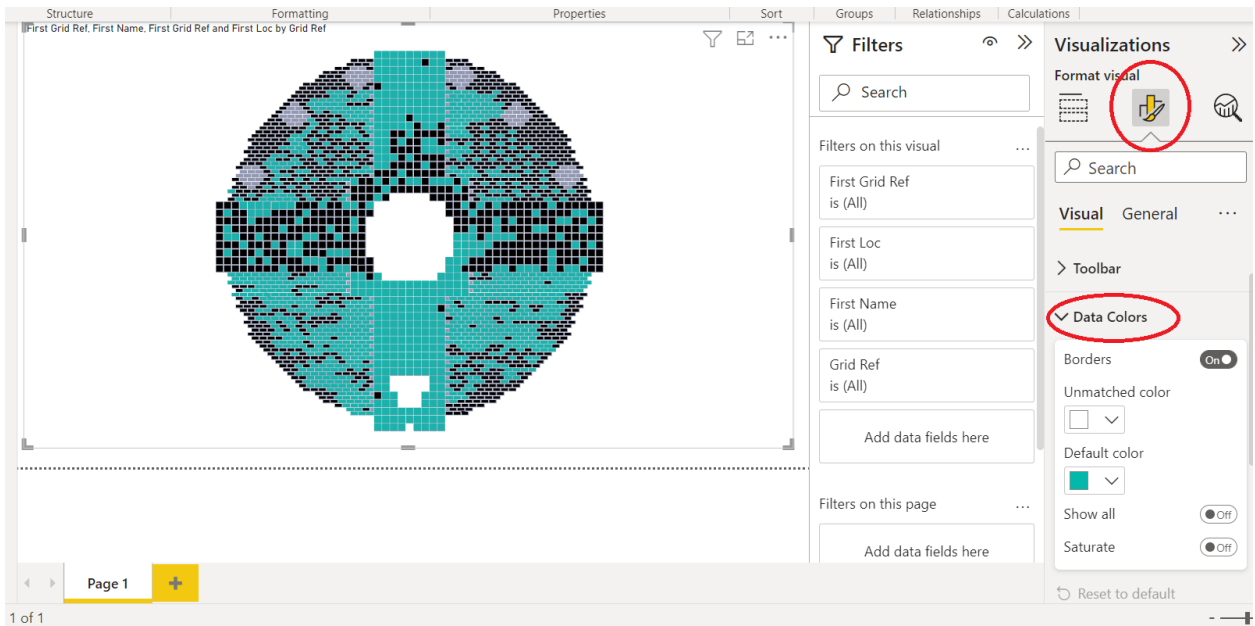 Structure
Formatting
Properties
Sort
Groups
Relationships
Calculations
First Grid Ref, First Name, First Grid Ref and First Loc by Grid Ref
Filters
Search
Filters on this visual
...
First Grid Ref
is (All)
First Loc
is (All)
First Name
is (All)
Grid Ref
is (All)
Add data fields here
Filters on this page
...
Add data fields here
Visualizations
Format visual
Search
Visual General
...
Toolbar
Data Colors
Borders
On
Unmatched color
Default color
Show all
Off
Saturate
Off
Reset to default
Page 1
1 of 1